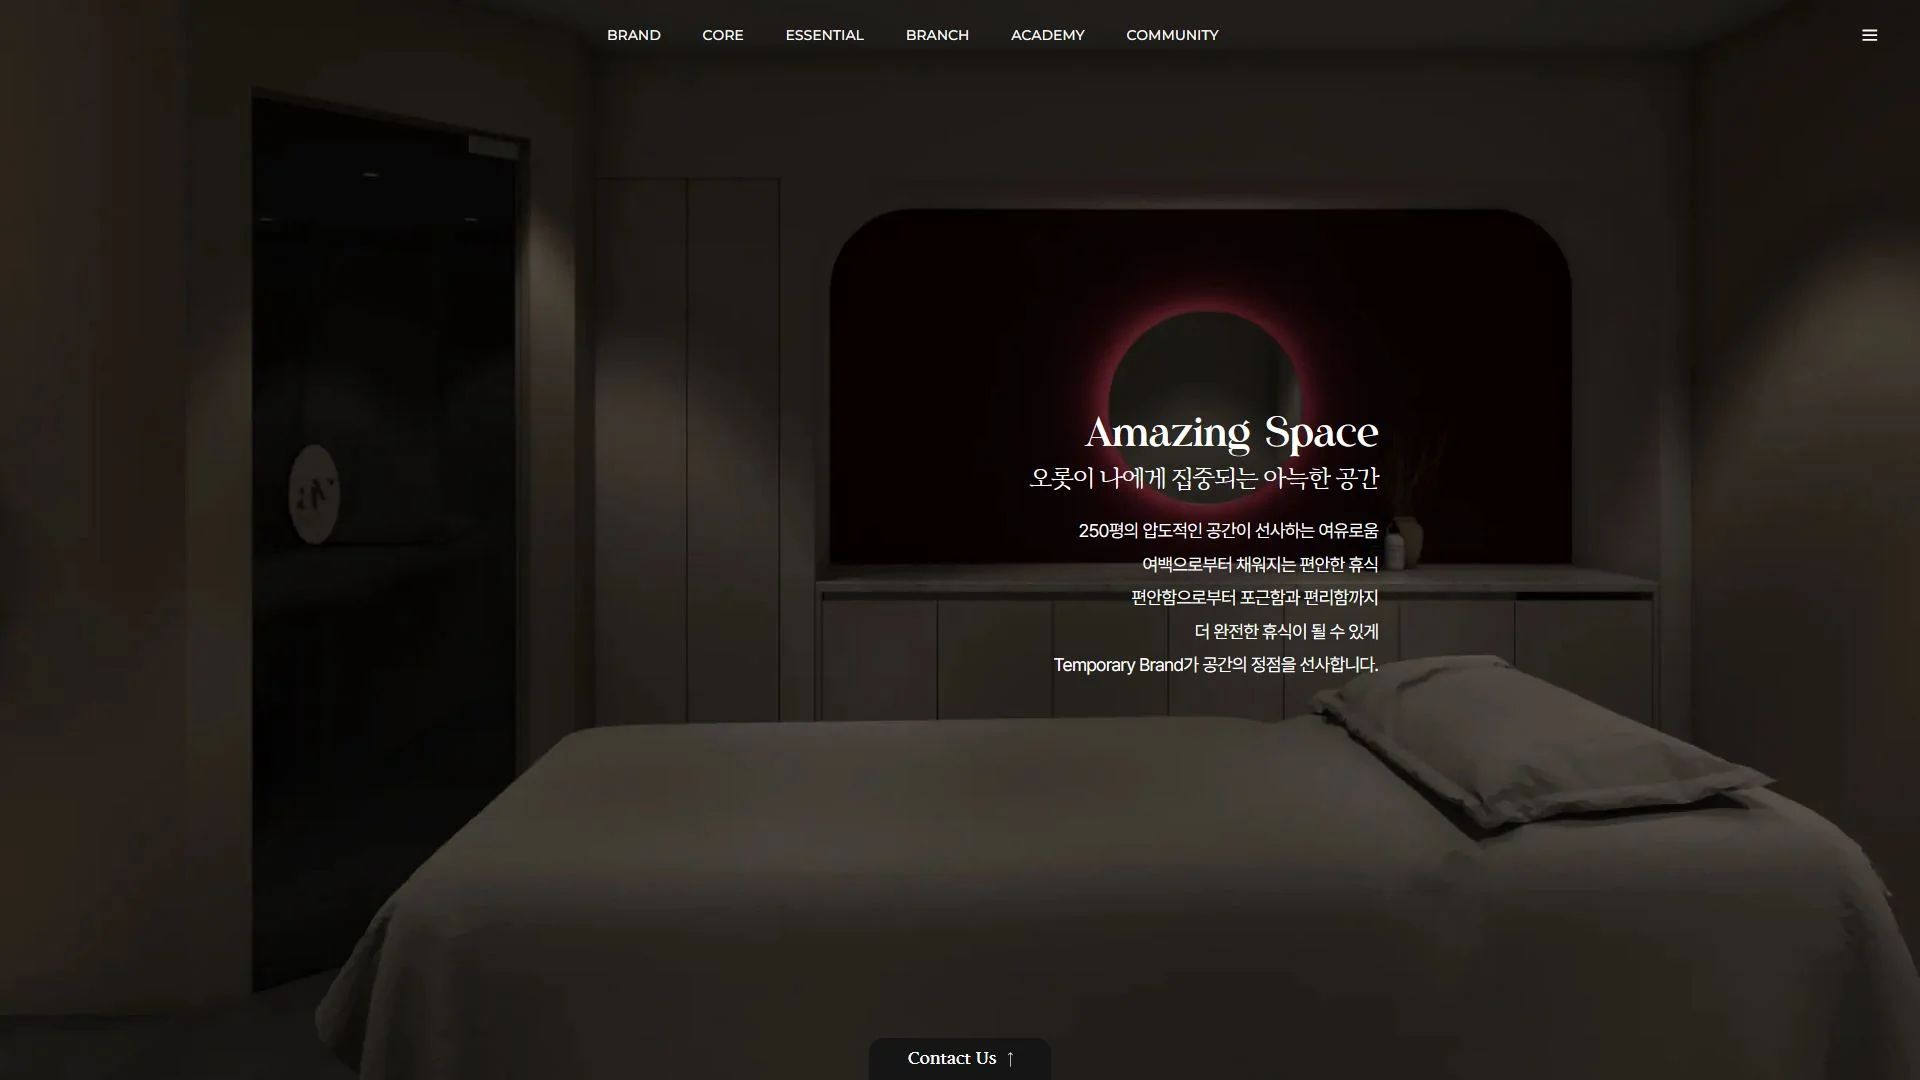 BRAND
CORE
ESSENTIAL
BRANCH
ACADEMY
COMMUNITY
Amazing Space
오롯이 나에게 집중되는 아늑한 공간
250평의 압도적인 공간이 선사하는 여유로움
여백으로부터 채워지는 편안한 휴식
편안함으로부터 포근함과 편리함까지
더 완전한 휴식이 될 수 있게
Temporary Brand가 공간의 정점을 선사합니다.
Contact Us ↑